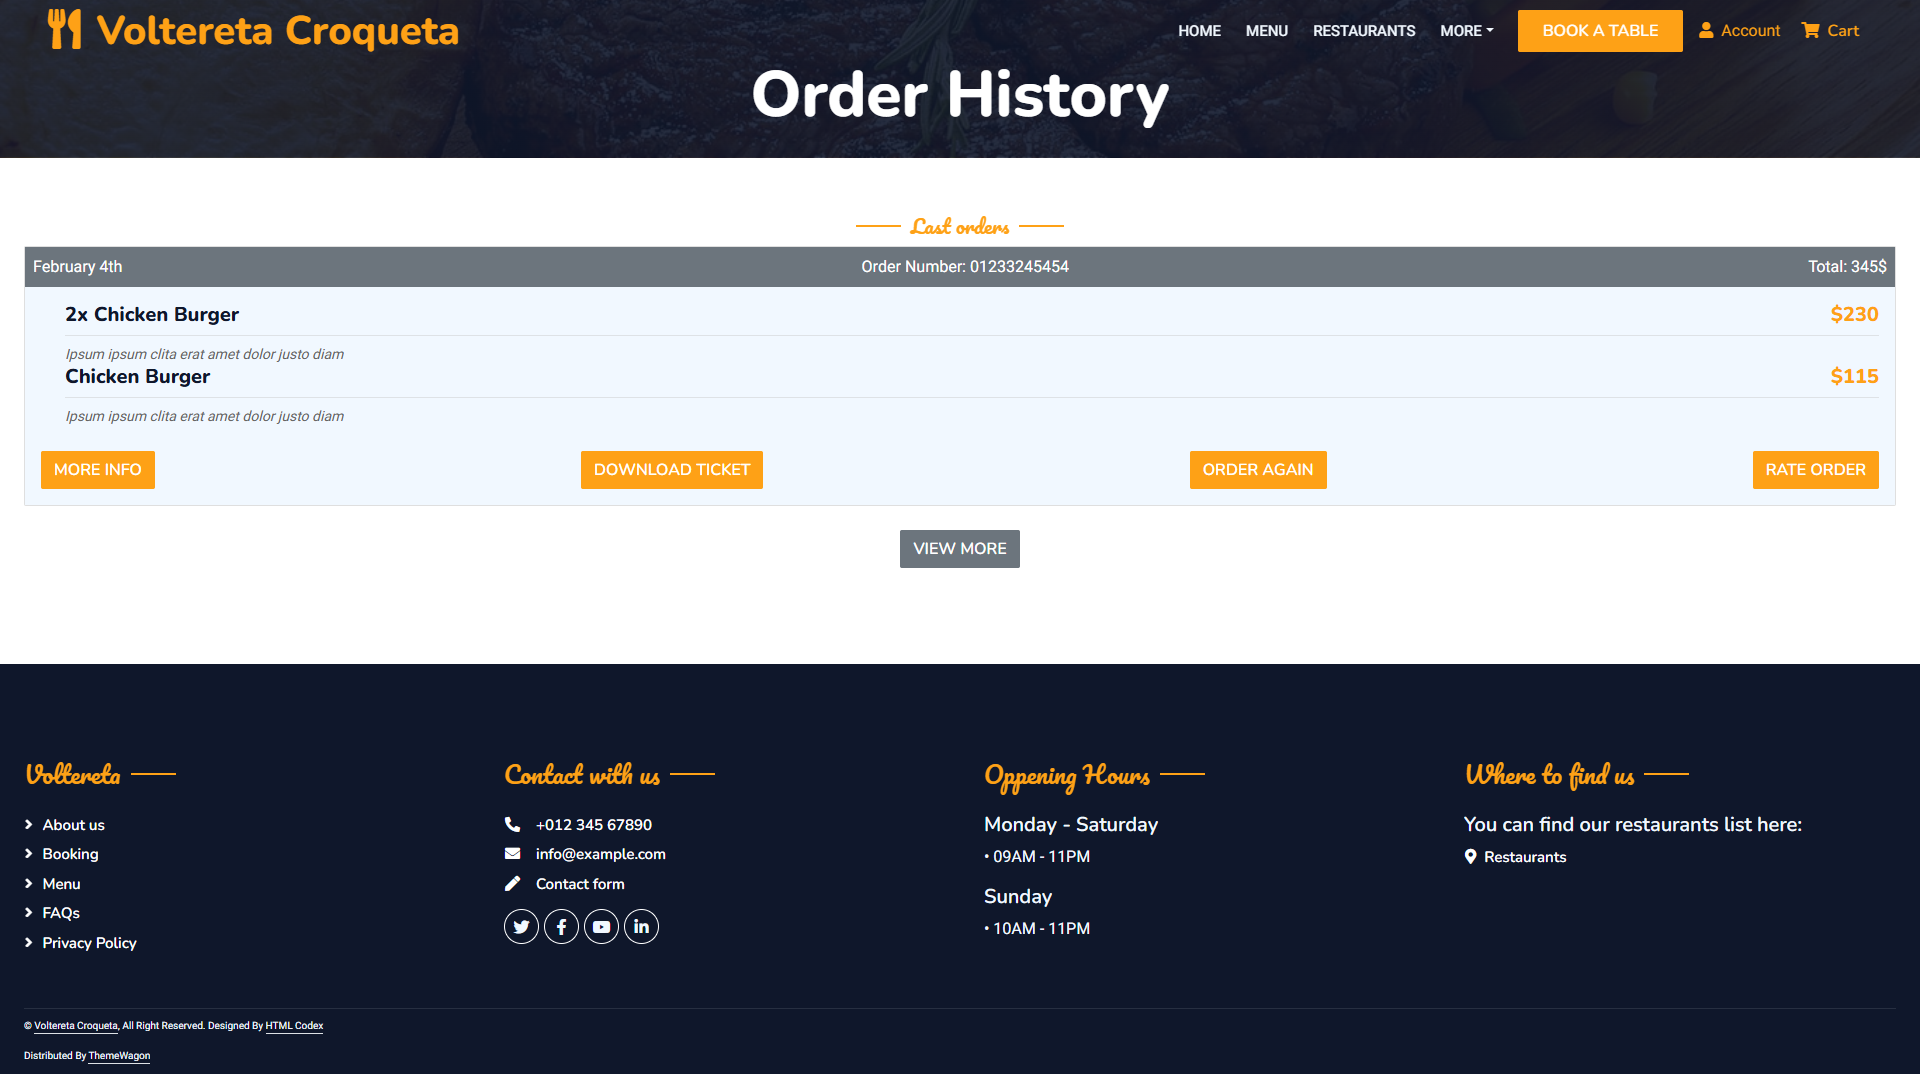 Voltereta Croqueta
HOME MENU RESTAURANTS MORE BOOK A TABLE Account Cart
Order History
Last orders
February 4th Order Number: 01233245454 Total: 345$
2x Chicken Burger $230
Ipsum ipsum clita erat amet dolor justo diam
Chicken Burger $115
Ipsum ipsum clita erat amet dolor justo diam
MORE INFO DOWNLOAD TICKET ORDER AGAIN RATE ORDER
VIEW MORE
Voltereta
About us
Booking
Menu
FAQs
Privacy Policy
Contact with us
+012 345 67890
info@example.com
Contact form
Oppening Hours
Monday - Saturday
• 09AM - 11PM
Sunday
• 10AM - 11PM
Where to find us
You can find our restaurants list here:
Restaurants
© Voltereta Croqueta, All Right Reserved. Designed By HTML Codex
Distributed By ThemeWagon